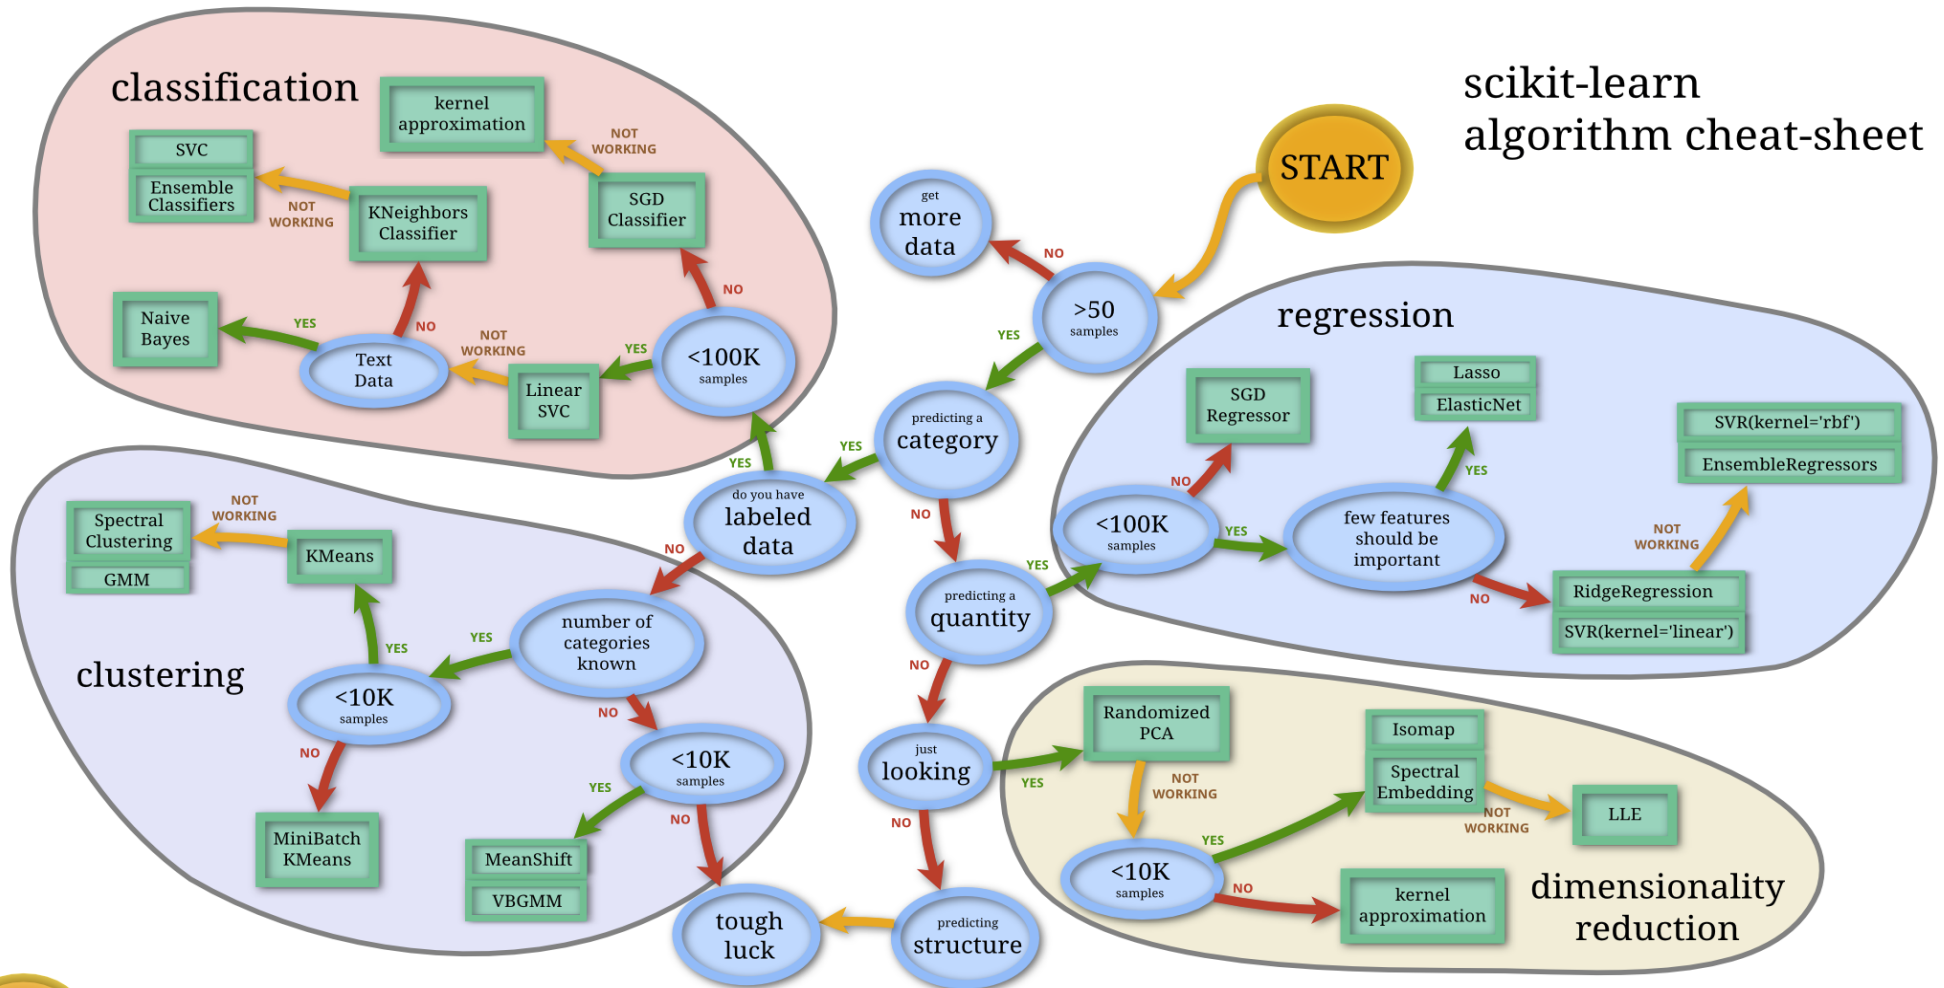 scikit-learn
algorithm cheat-sheet
START
>50
samples
NO
get
more
data
YES
predicting a
category
YES
do you have
labeled
data
YES
NO
classification
<100K
samples
NO
SGD
Classifier
NOT
WORKING
kernel
approximation
YES
Linear
SVC
NOT
WORKING
Text
Data
YES
Naive
Bayes
NO
KNeighbors
Classifier
NOT
WORKING
SVC
Ensemble
Classifiers
clustering
number of
categories
known
YES
<10K
samples
YES
KMeans
NOT
WORKING
Spectral
Clustering
GMM
NO
MiniBatch
KMeans
NO
<10K
samples
YES
MeanShift
VBGMM
NO
tough
luck
NO
predicting a
quantity
YES
regression
<100K
samples
NO
SGD
Regressor
YES
few features
should be
important
YES
Lasso
ElasticNet
NO
RidgeRegression
SVR(kernel='linear')
NOT
WORKING
SVR(kernel='rbf')
EnsembleRegressors
NO
just
looking
YES
Randomized
PCA
NOT
WORKING
<10K
samples
YES
Isomap
Spectral
Embedding
NOT
WORKING
LLE
NO
kernel
approximation
dimensionality
reduction
NO
predicting
structure